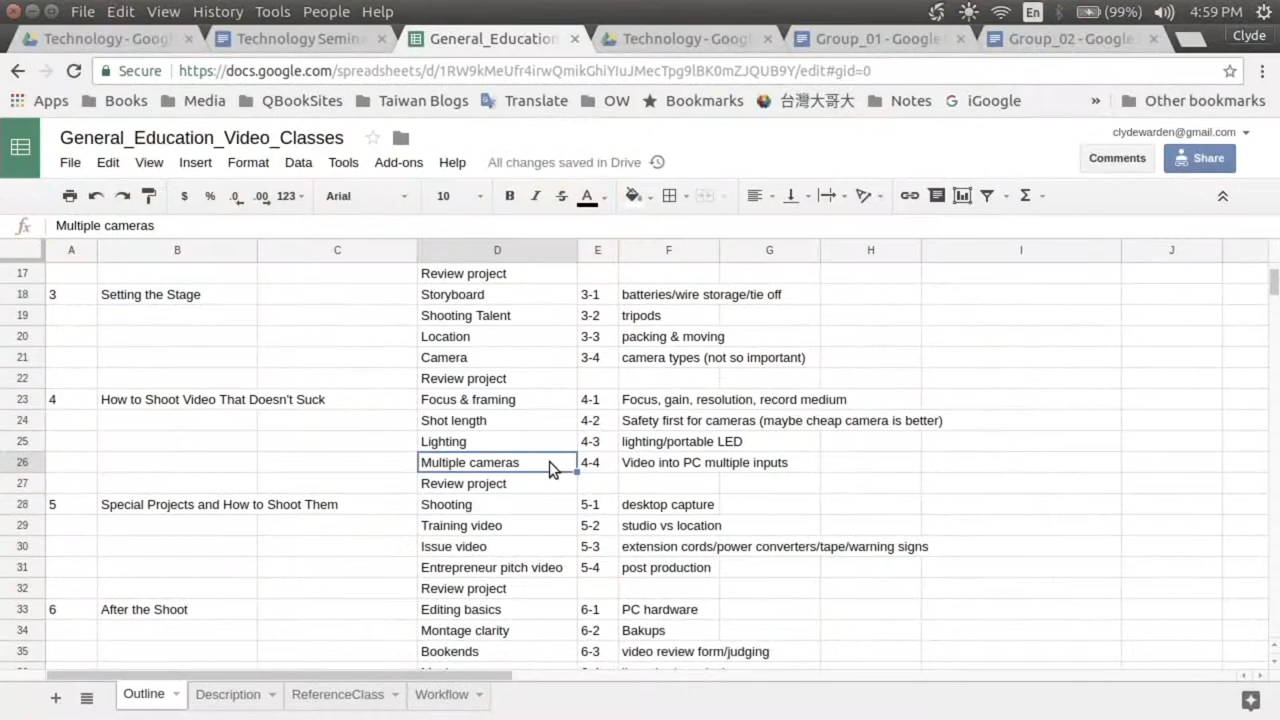 File Edit View History Tools People Help En (99%) 4:59 PM
Technology - Goog Technology Semin General_Education Technology - Googl Group_01 - Google Group_02 - Google Clyde
Secure https://docs.google.com/spreadsheets/d/1RW9kMeUfr4irwQmikGhiYIuJMecTpg9lBK0mZJQUB9Y/edit#gid=0
Apps Books Media QBookSites Taiwan Blogs Translate OW Bookmarks 台灣大哥大 Notes iGoogle » Other bookmarks
General_Education_Video_Classes clydewarden@gmail.com
File Edit View Insert Format Data Tools Add-ons Help All changes saved in Drive Comments Share
$ % .0 .00 123 Arial 10 B I S A Σ
fx Multiple cameras
A B C D E F G H I J
17 Review project
18 3 Setting the Stage Storyboard 3-1 batteries/wire storage/tie off
19 Shooting Talent 3-2 tripods
20 Location 3-3 packing & moving
21 Camera 3-4 camera types (not so important)
22 Review project
23 4 How to Shoot Video That Doesn't Suck Focus & framing 4-1 Focus, gain, resolution, record medium
24 Shot length 4-2 Safety first for cameras (maybe cheap camera is better)
25 Lighting 4-3 lighting/portable LED
26 Multiple cameras 4-4 Video into PC multiple inputs
27 Review project
28 5 Special Projects and How to Shoot Them Shooting 5-1 desktop capture
29 Training video 5-2 studio vs location
30 Issue video 5-3 extension cords/power converters/tape/warning signs
31 Entrepreneur pitch video 5-4 post production
32 Review project
33 6 After the Shoot Editing basics 6-1 PC hardware
34 Montage clarity 6-2 Bakups
35 Bookends 6-3 video review form/judging
+ Outline Description ReferenceClass Workflow